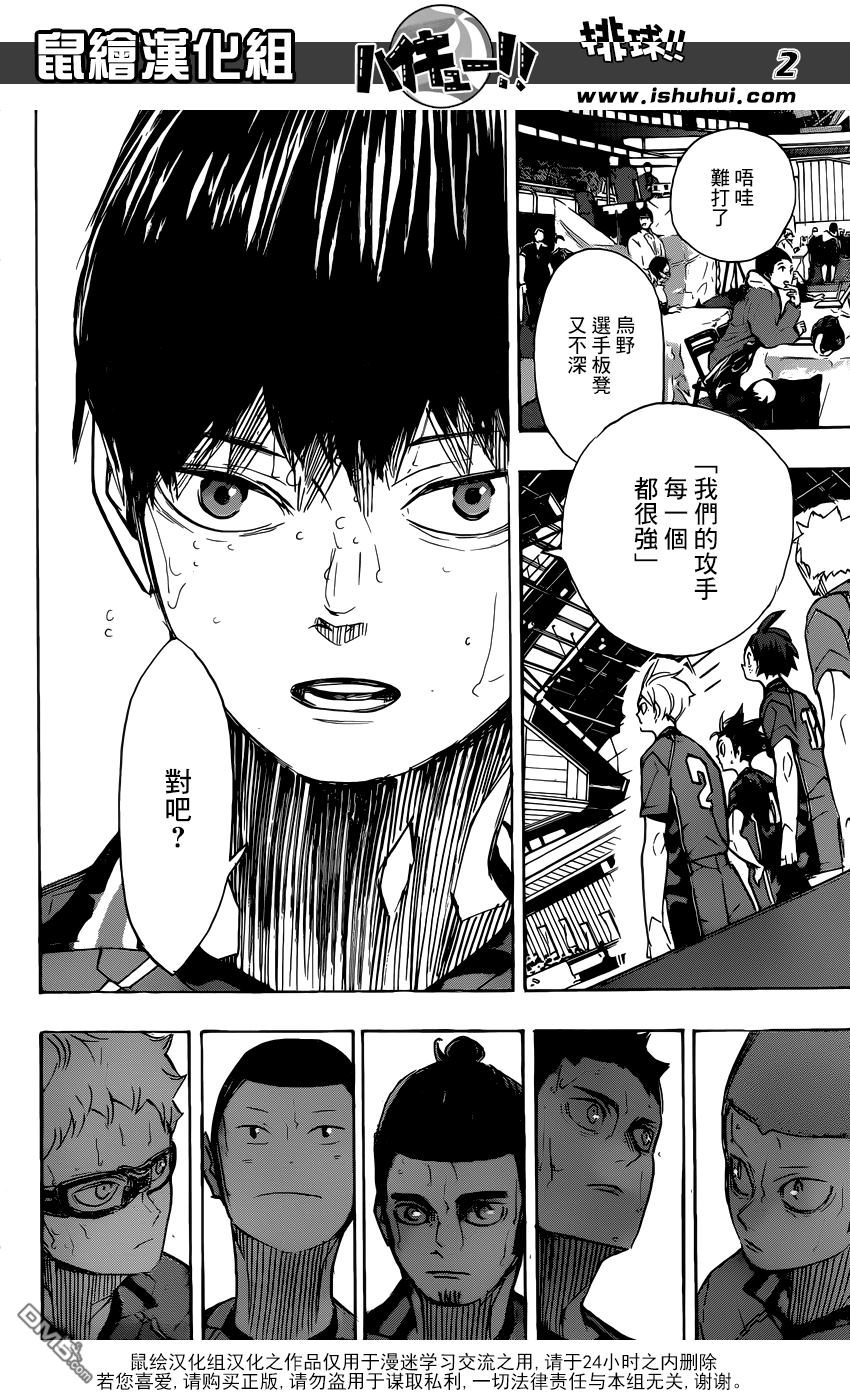 鼠繪漢化組
ハイキュー!!
排球!!
2
www.ishuhui.com
唔哇
難打了
烏野
選手板凳
又不深
「我們的攻手
每一個
都很強」
2
對吧?
DM5.com
鼠绘汉化组汉化之作品仅用于漫迷学习交流之用,请于24小时之内删除
若您喜爱,请购买正版,请勿盗用于谋取私利,一切法律责任与本组无关,谢谢。